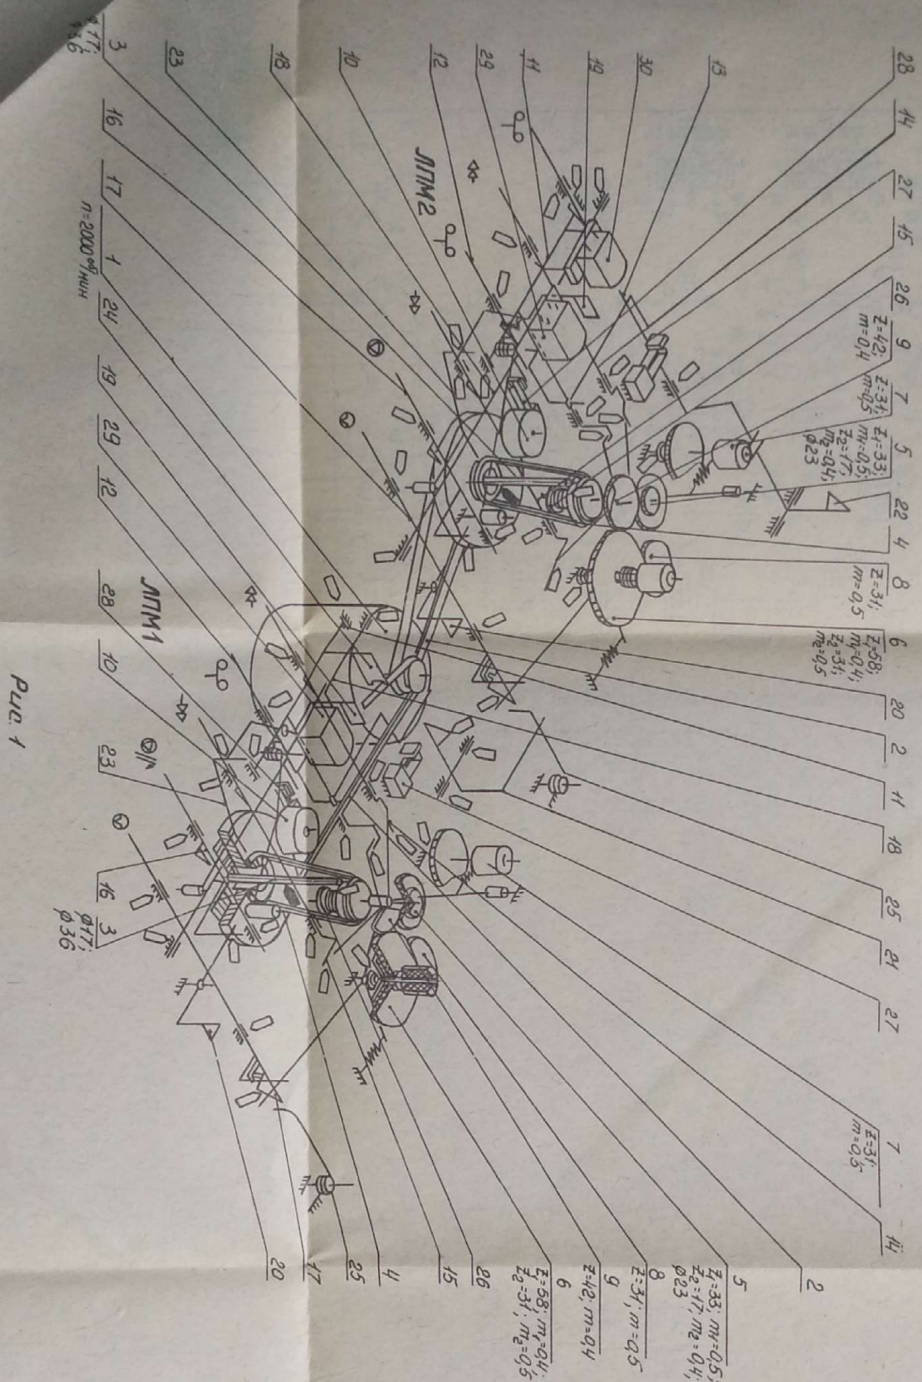 28
14
27
15
26
9
Z=42;
m=0,4
7
Z=31;
m=0,5
5
Z₁=33;
m₁=0,5;
Z₂=17;
m₂=0,4;
ø23
22
4
8
Z=31;
m=0,5
6
Z₁=58;
m₁=0,4;
Z₂=31;
m₂=0,5
20
2
11
18
25
21
27
7
Z=31;
m=0,5
14
13
30
19
11
29
12
10
18
23
3
ø17;
ø36
ЛПМ2
2
5
Z₁=33; m₁=0,5;
Z₂=17; m₂=0,4;
ø23
8
Z=31; m=0,5
9
Z=42; m=0,4
6
Z₁=58; m₁=0,4;
Z₂=31; m₂=0,5
26
15
4
25
17
20
ЛПМ1
16
17
1
n=2000 об/мин
24
19
29
12
28
10
23
16
3
ø17;
ø36
Рис. 1